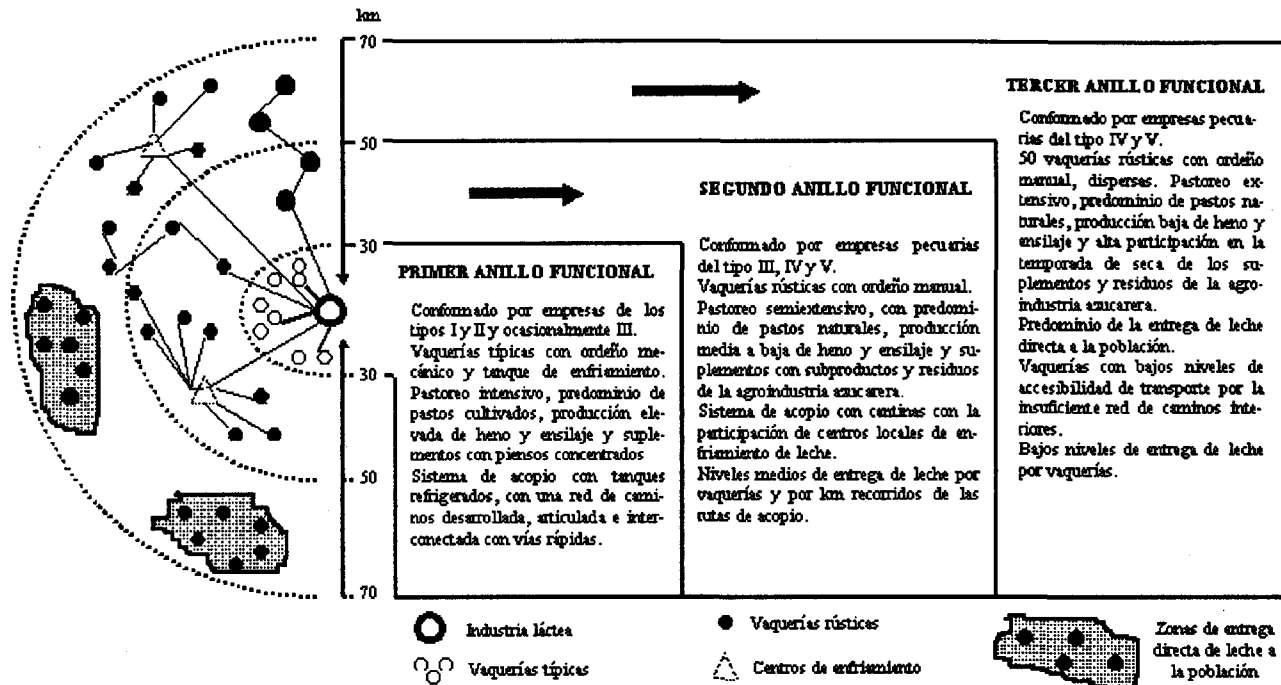 km
70
50
30
30
50
70
PRIMER ANILLO FUNCIONAL
Conformado por empresas de los
tipos I y II y ocasionalmente III.
Vaquerías típicas con ordeño me-
cánico y tanque de enfriamiento.
Pastoreo intensivo, predominio de
pastos cultivados, producción ele-
vada de heno y ensilaje y suple-
mentos con piensos concentrados
Sistema de acopio con tanques
refrigerados, con una red de cami-
nos desarrollada, articulada e inter-
conectada con vías rápidas.
SEGUNDO ANILLO FUNCIONAL
Conformado por empresas pecuarias
del tipo III, IV y V.
Vaquerías rústicas con ordeño manual.
Pastoreo semiextensivo, con predomi-
nio de pastos naturales, producción
media a baja de heno y ensilaje y su-
plementos con subproductos y residuos
de la agroindustria azucarera.
Sistema de acopio con cantinas con la
participación de centros locales de en-
friamiento de leche.
Niveles medios de entrega de leche por
vaquerías y por km recorridos de las
rutas de acopio.
TERCER ANILLO FUNCIONAL
Conformado por empresas pecua-
rias del tipo IV y V.
50 vaquerías rústicas con ordeño
manual, dispersas. Pastoreo ex-
tensivo, predominio de pastos na-
turales, producción baja de heno y
ensilaje y alta participación en la
temporada de seca de los su-
plementos y residuos de la agro-
industria azucarera.
Predominio de la entrega de leche
directa a la población.
Vaquerías con bajos niveles de
accesibilidad de transporte por la
insuficiente red de caminos inte-
riores.
Bajos niveles de entrega de leche
por vaquerías.
Industria láctea
Vaquerías típicas
Vaquerías rústicas
Centros de enfriamiento
Zonas de entrega
directa de leche a
la población